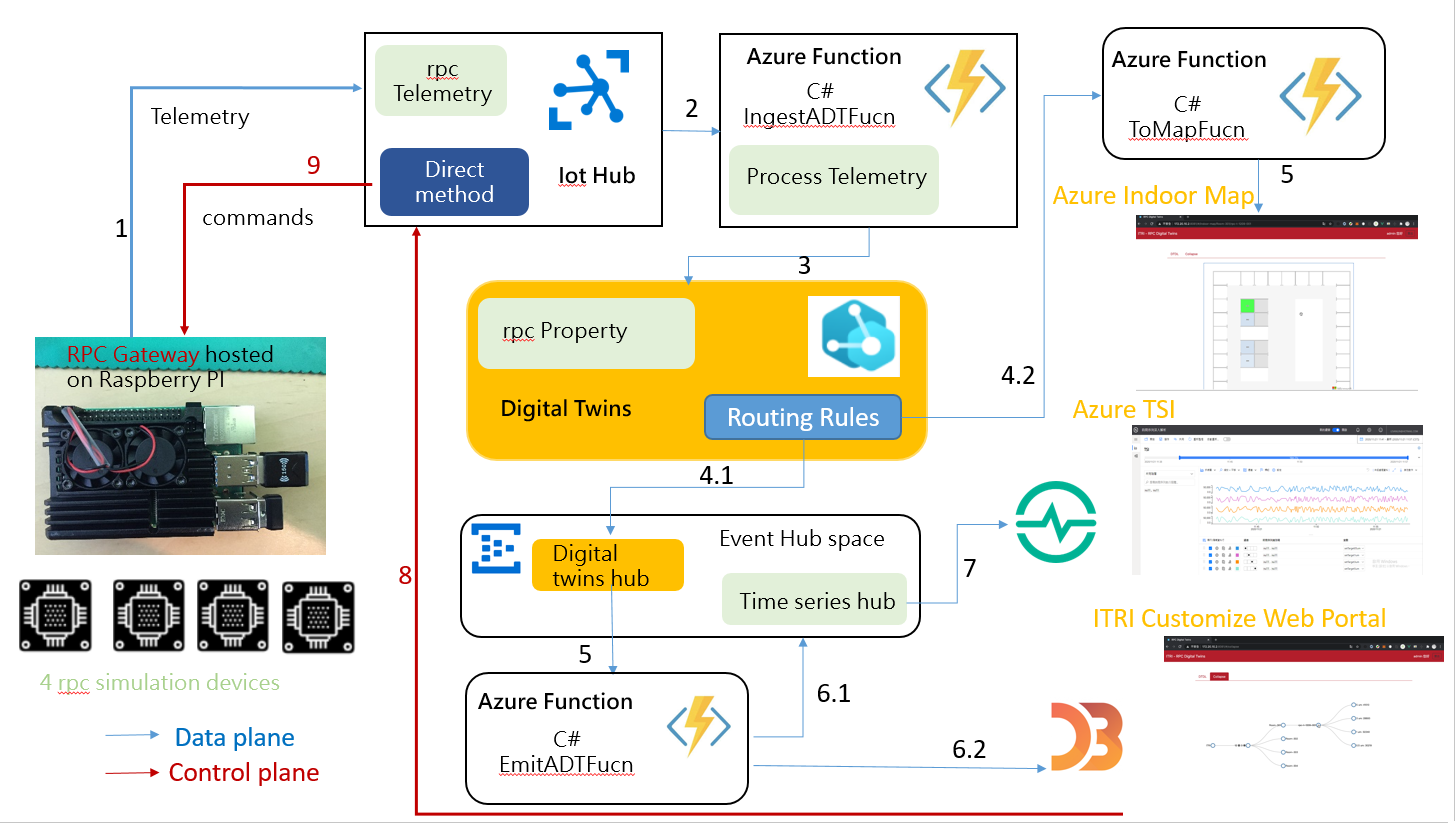 rpc
Telemetry
Direct
method
Iot Hub
Telemetry
9
commands
1
2
Azure Function
C#
IngestADTFucn
Process Telemetry
Azure Function
C#
ToMapFucn
5
Azure Indoor Map
3
rpc Property
Digital Twins
Routing Rules
4.2
4.1
RPC Gateway hosted
on Raspberry PI
4 rpc simulation devices
Data plane
Control plane
8
Event Hub space
Digital
twins hub
Time series hub
7
5
6.1
6.2
Azure Function
C#
EmitADTFucn
Azure TSI
ITRI Customize Web Portal